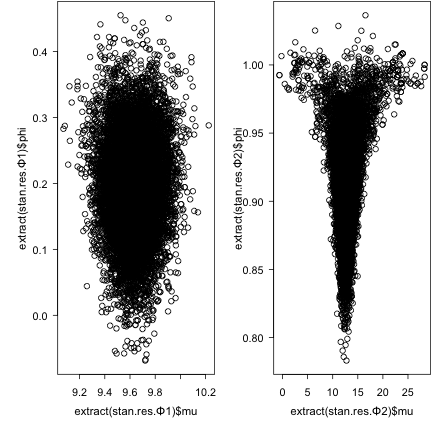 extract(stan.res.Φ1)$phi
0.4
0.3
0.2
0.1
0.0
9.2 9.4 9.6 9.8 10.2
extract(stan.res.Φ1)$mu
extract(stan.res.Φ2)$phi
1.00
0.95
0.90
0.85
0.80
0 5 10 15 20 25
extract(stan.res.Φ2)$mu